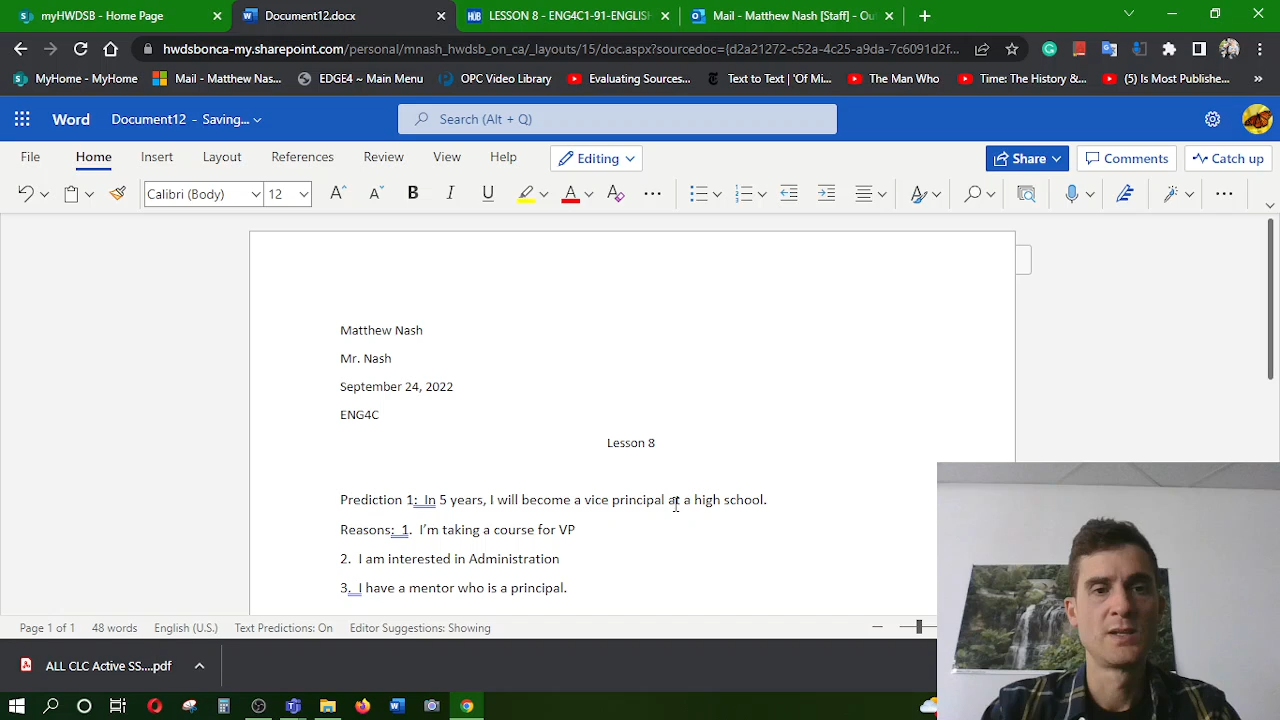 myHWDSB - Home Page
Document12.docx
LESSON 8 - ENG4C1-91-ENGLISH
Mail - Matthew Nash [Staff] - Ou
hwdsbonca-my.sharepoint.com/personal/mnash_hwdsb_on_ca/_layouts/15/doc.aspx?sourcedoc={d2a21272-c52a-4c25-a9da-7c6091d2f...
MyHome - MyHome
Mail - Matthew Nas...
EDGE4 ~ Main Menu
OPC Video Library
Evaluating Sources...
Text to Text | 'Of Mi...
The Man Who
Time: The History &...
(5) Is Most Publishe...
Word
Document12 - Saving...
Search (Alt + Q)
File
Home
Insert
Layout
References
Review
View
Help
Editing
Share
Comments
Catch up
Calibri (Body)
12
Matthew Nash
Mr. Nash
September 24, 2022
ENG4C
Lesson 8
Prediction 1:  In 5 years, I will become a vice principal at a high school.
Reasons:  1.  I'm taking a course for VP
2.  I am interested in Administration
3.  I have a mentor who is a principal.
Page 1 of 1
48 words
English (U.S.)
Text Predictions: On
Editor Suggestions: Showing
ALL CLC Active SS....pdf